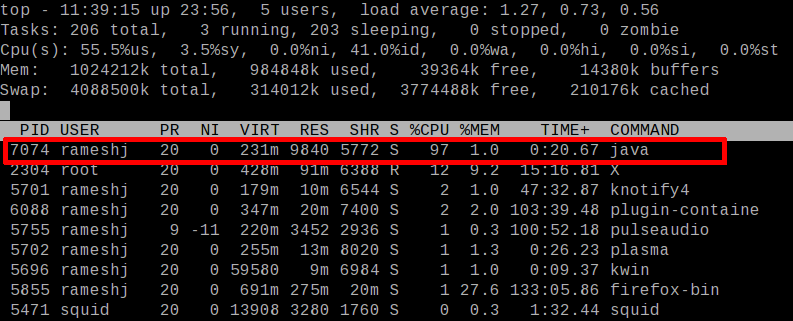 top - 11:39:15 up 23:56,  5 users,  load average: 1.27, 0.73, 0.56
Tasks: 206 total,   3 running, 203 sleeping,   0 stopped,   0 zombie
Cpu(s): 55.5%us,  3.5%sy,  0.0%ni, 41.0%id,  0.0%wa,  0.0%hi,  0.0%si,  0.0%st
Mem:   1024212k total,   984848k used,    39364k free,    14380k buffers
Swap:  4088500k total,   314012k used,  3774488k free,   210176k cached
PID USER      PR  NI  VIRT  RES  SHR S %CPU %MEM    TIME+  COMMAND
7074 rameshj   20   0  231m 9840 5772 S   97  1.0   0:20.67 java
2304 root      20   0  428m  91m 6388 R   12  9.2  15:16.81 X
5701 rameshj   20   0  179m  10m 6544 S    2  1.0  47:32.87 knotify4
6088 rameshj   20   0  347m  20m 7400 S    2  2.0 103:39.48 plugin-containe
5755 rameshj    9 -11  220m 3452 2936 S    1  0.3 100:52.18 pulseaudio
5702 rameshj   20   0  255m  13m 8020 S    1  1.3   0:26.23 plasma
5696 rameshj   20   0 59580   9m 6984 S    1  1.0   0:09.37 kwin
5855 rameshj   20   0  691m 275m  20m S    1 27.6 133:05.86 firefox-bin
5471 squid     20   0 13908 3280 1760 S    0  0.3   1:32.44 squid